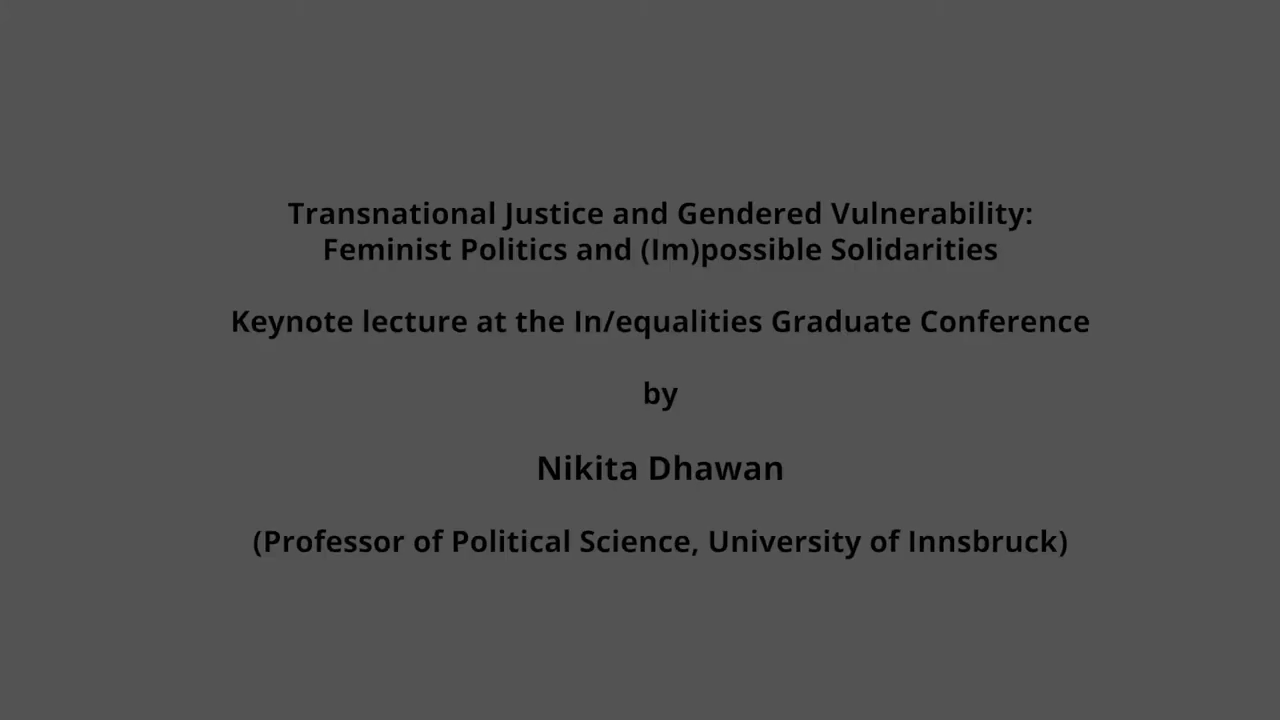 Transnational Justice and Gendered Vulnerability:
Feminist Politics and (Im)possible Solidarities
Keynote lecture at the In/equalities Graduate Conference
by
Nikita Dhawan
(Professor of Political Science, University of Innsbruck)